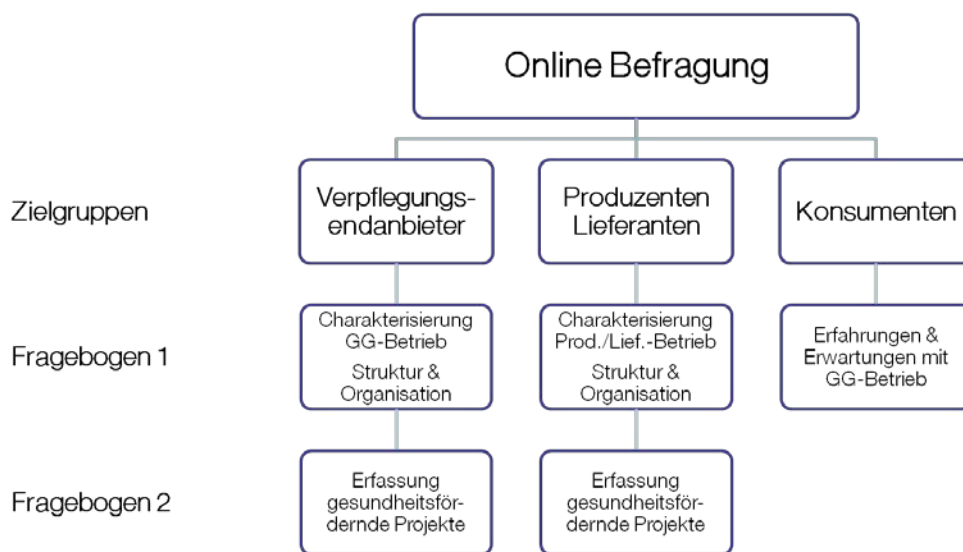 Online Befragung
Zielgruppen
Verpflegungs-
endanbieter
Produzenten
Lieferanten
Konsumenten
Fragebogen 1
Charakterisierung
GG-Betrieb
Struktur &
Organisation
Charakterisierung
Prod./Lief.-Betrieb
Struktur &
Organisation
Erfahrungen &
Erwartungen mit
GG-Betrieb
Fragebogen 2
Erfassung
gesundheitsför-
dernde Projekte
Erfassung
gesundheitsför-
dernde Projekte